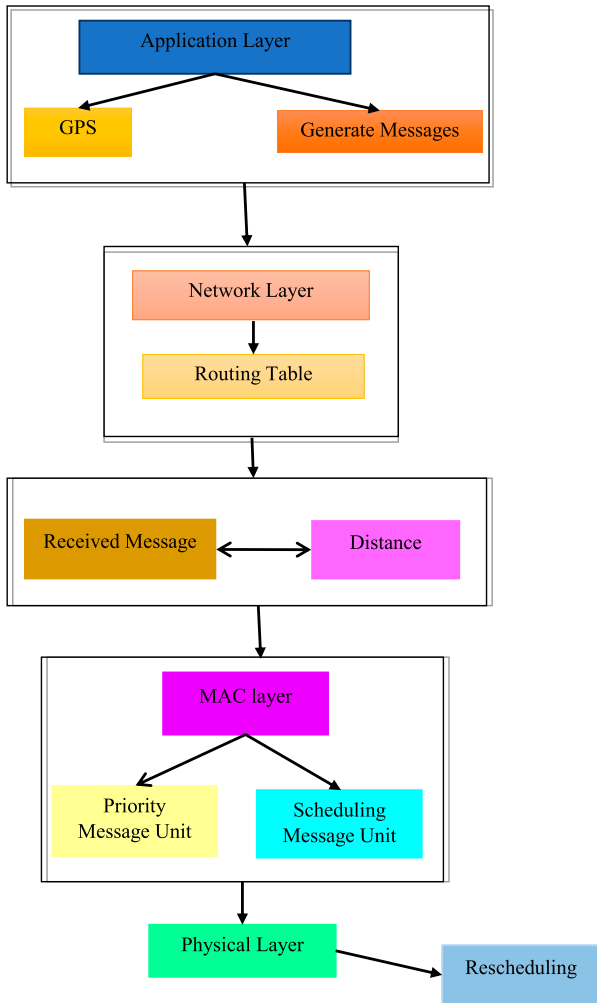 Application Layer
GPS
Generate Messages
Network Layer
Routing Table
Received Message
Distance
MAC layer
Priority
Message Unit
Scheduling
Message Unit
Physical Layer
Rescheduling